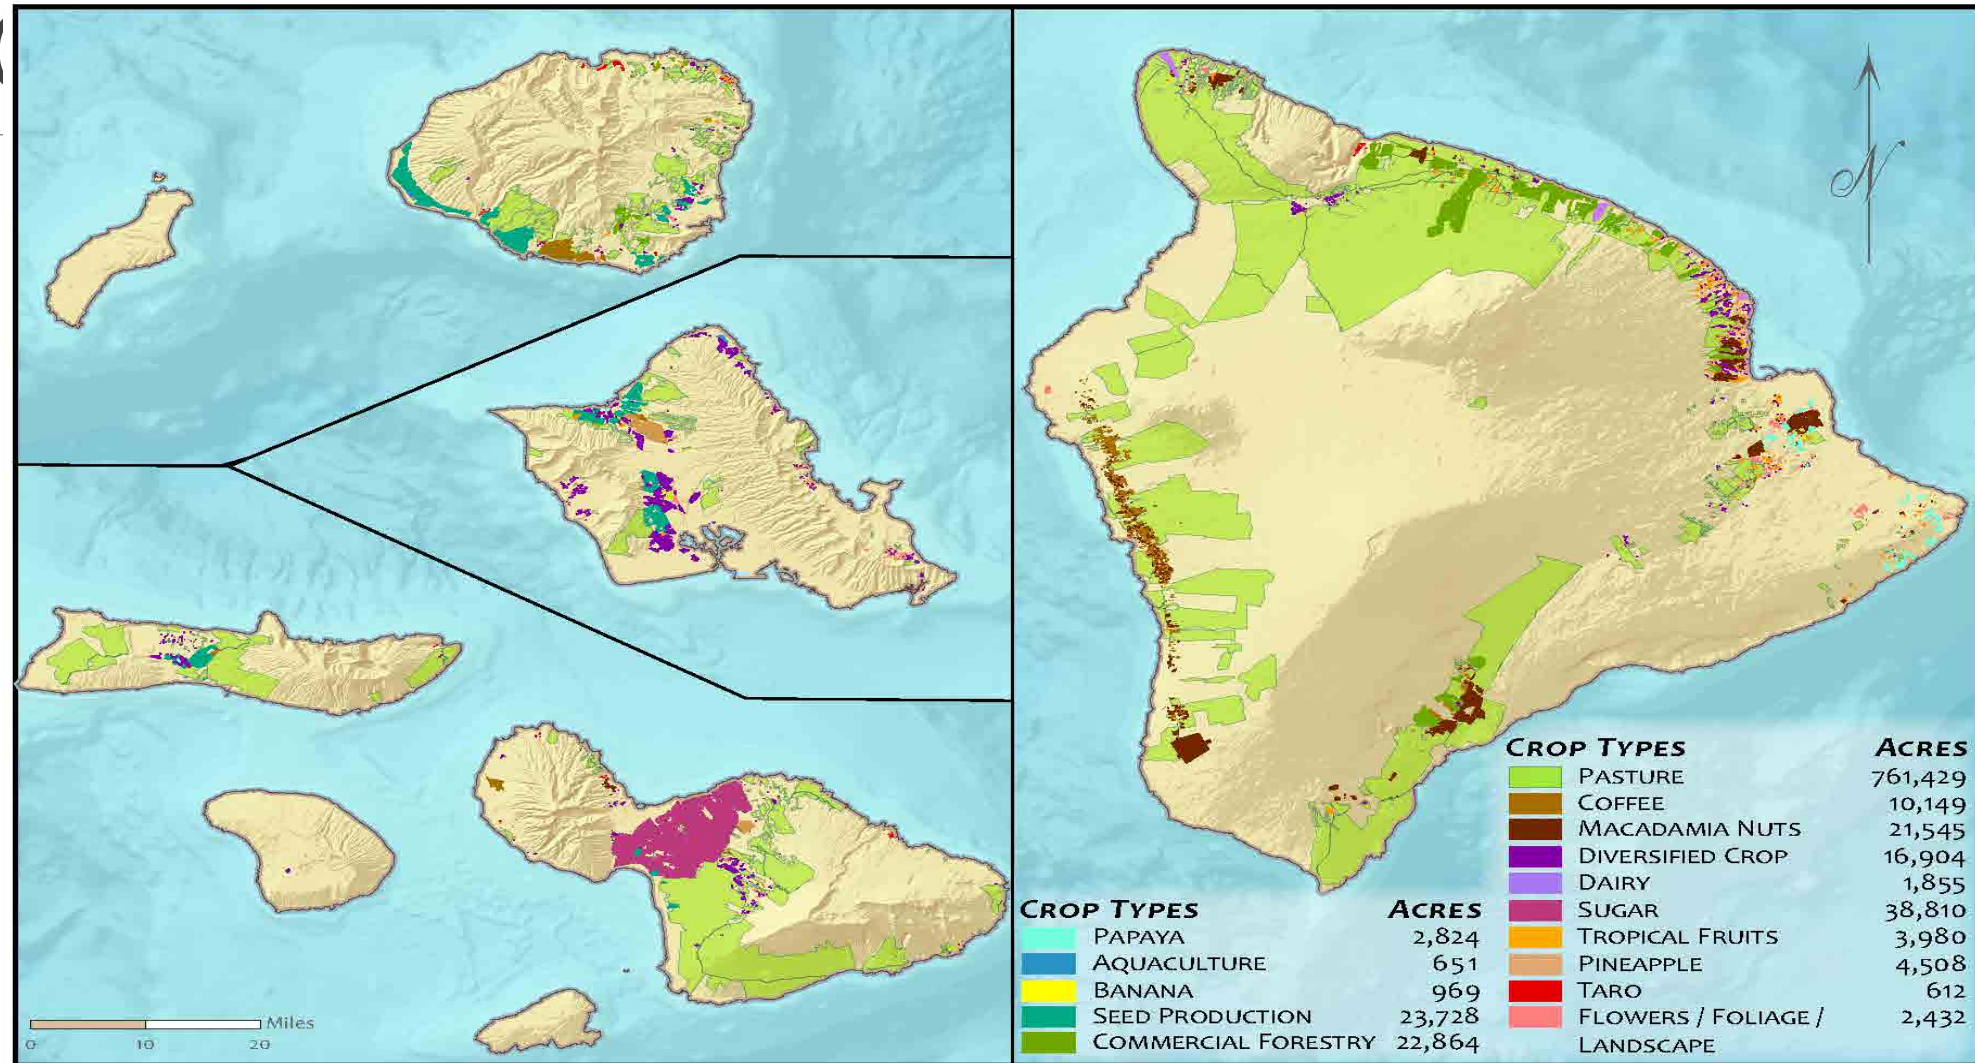 N
Miles
0 10 20
CROP TYPES ACRES
PAPAYA 2,824
AQUACULTURE 651
BANANA 969
SEED PRODUCTION 23,728
COMMERCIAL FORESTRY 22,864
CROP TYPES ACRES
PASTURE 761,429
COFFEE 10,149
MACADAMIA NUTS 21,545
DIVERSIFIED CROP 16,904
DAIRY 1,855
SUGAR 38,810
TROPICAL FRUITS 3,980
PINEAPPLE 4,508
TARO 612
FLOWERS / FOLIAGE / 2,432
LANDSCAPE